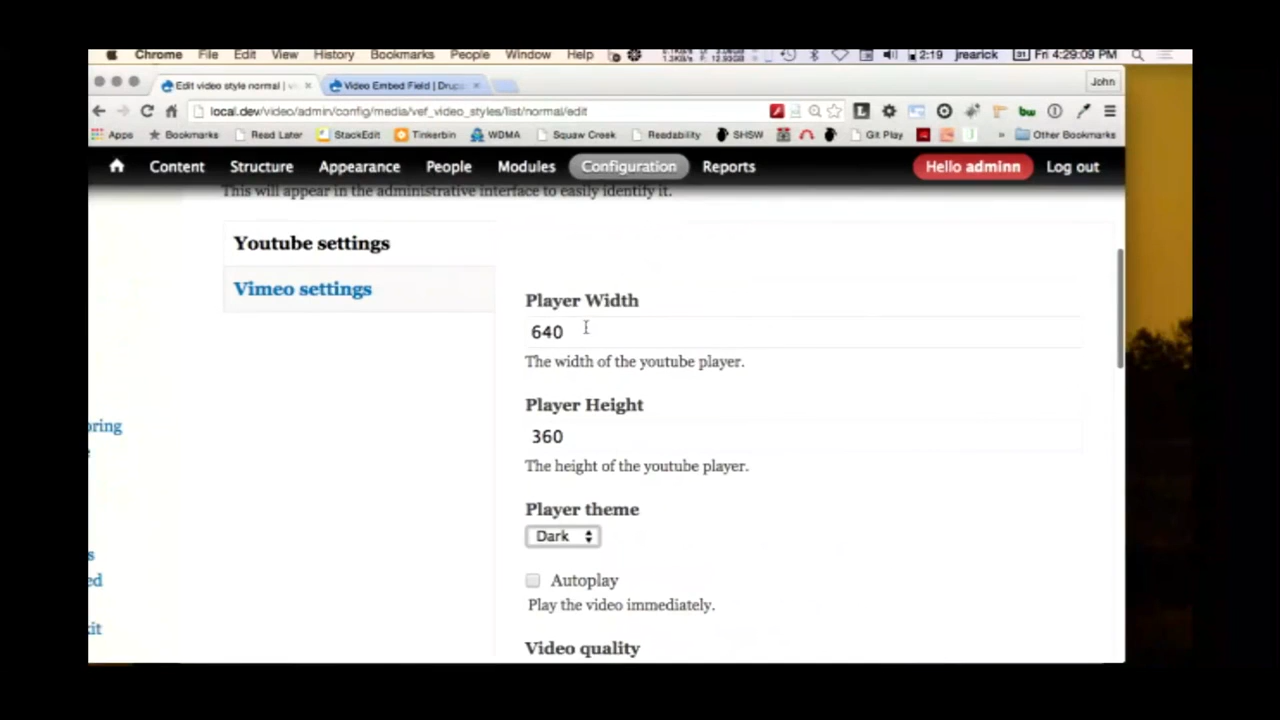 Chrome File Edit View History Bookmarks People Window Help 2:19 jrearick Fri 4:29:09 PM
Edit video style normal | Video Embed Field | Drup John
local.dev/video/admin/config/media/vef_video_styles/list/normal/edit
Apps Bookmarks Read Later StackEdit Tinkerbin WDMA Squaw Creek Readability SHSW Git Play » Other Bookmarks
Content Structure Appearance People Modules Configuration Reports Hello adminn Log out
This will appear in the administrative interface to easily identify it.
Youtube settings
Vimeo settings
Player Width
640
The width of the youtube player.
Player Height
360
The height of the youtube player.
Player theme
Dark
Autoplay
Play the video immediately.
Video quality
oring
s
ed
kit